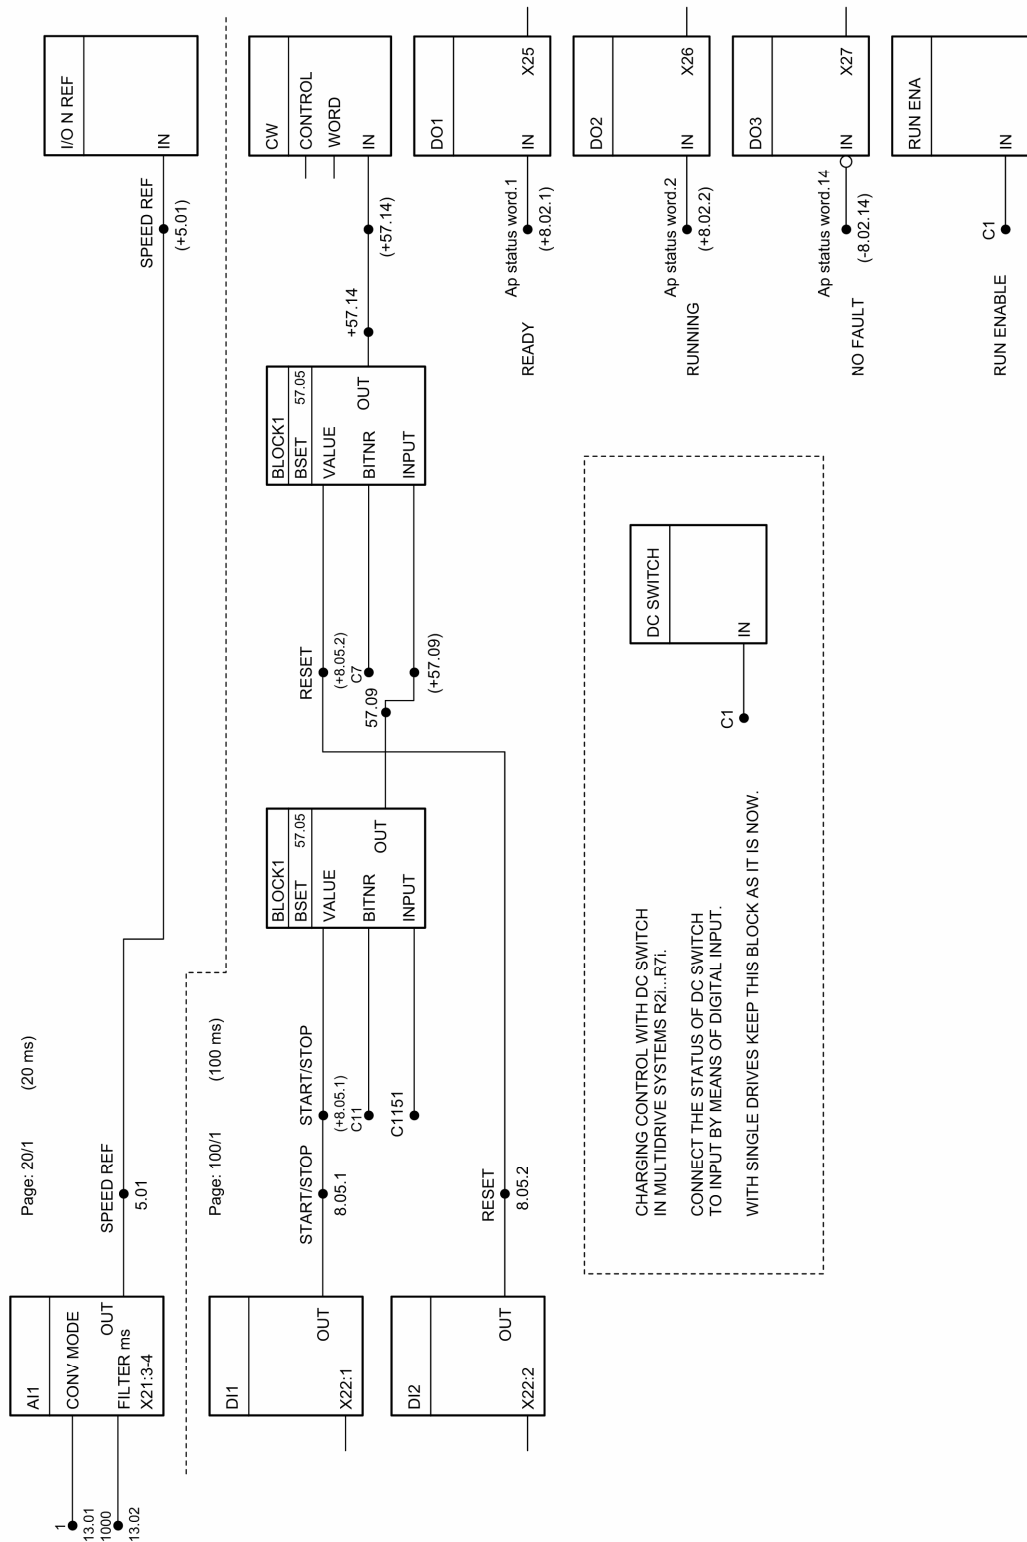 1
13.01
1000
13.02
AI1
CONV MODE
OUT
FILTER ms
X21:3-4
Page: 20/1
(20 ms)
SPEED REF
5.01
SPEED REF
(+5.01)
I/O N REF
IN
Page: 100/1
(100 ms)
DI1
OUT
X22:1
START/STOP
8.05.1
START/STOP
(+8.05.1)
C11
C1151
BLOCK1
BSET
57.05
VALUE
BITNR
OUT
INPUT
57.09
RESET
(+8.05.2)
C7
(+57.09)
BLOCK1
BSET
57.05
VALUE
BITNR
OUT
INPUT
+57.14
(+57.14)
CW
CONTROL
WORD
IN
DI2
OUT
X22:2
RESET
8.05.2
READY
Ap status word.1
(+8.02.1)
DO1
IN
X25
RUNNING
Ap status word.2
(+8.02.2)
DO2
IN
X26
NO FAULT
Ap status word.14
(-8.02.14)
DO3
IN
X27
RUN ENABLE
C1
RUN ENA
IN
CHARGING CONTROL WITH DC SWITCH
IN MULTIDRIVE SYSTEMS R2i...R7i.
CONNECT THE STATUS OF DC SWITCH
TO INPUT BY MEANS OF DIGITAL INPUT.
WITH SINGLE DRIVES KEEP THIS BLOCK AS IT IS NOW.
C1
DC SWITCH
IN